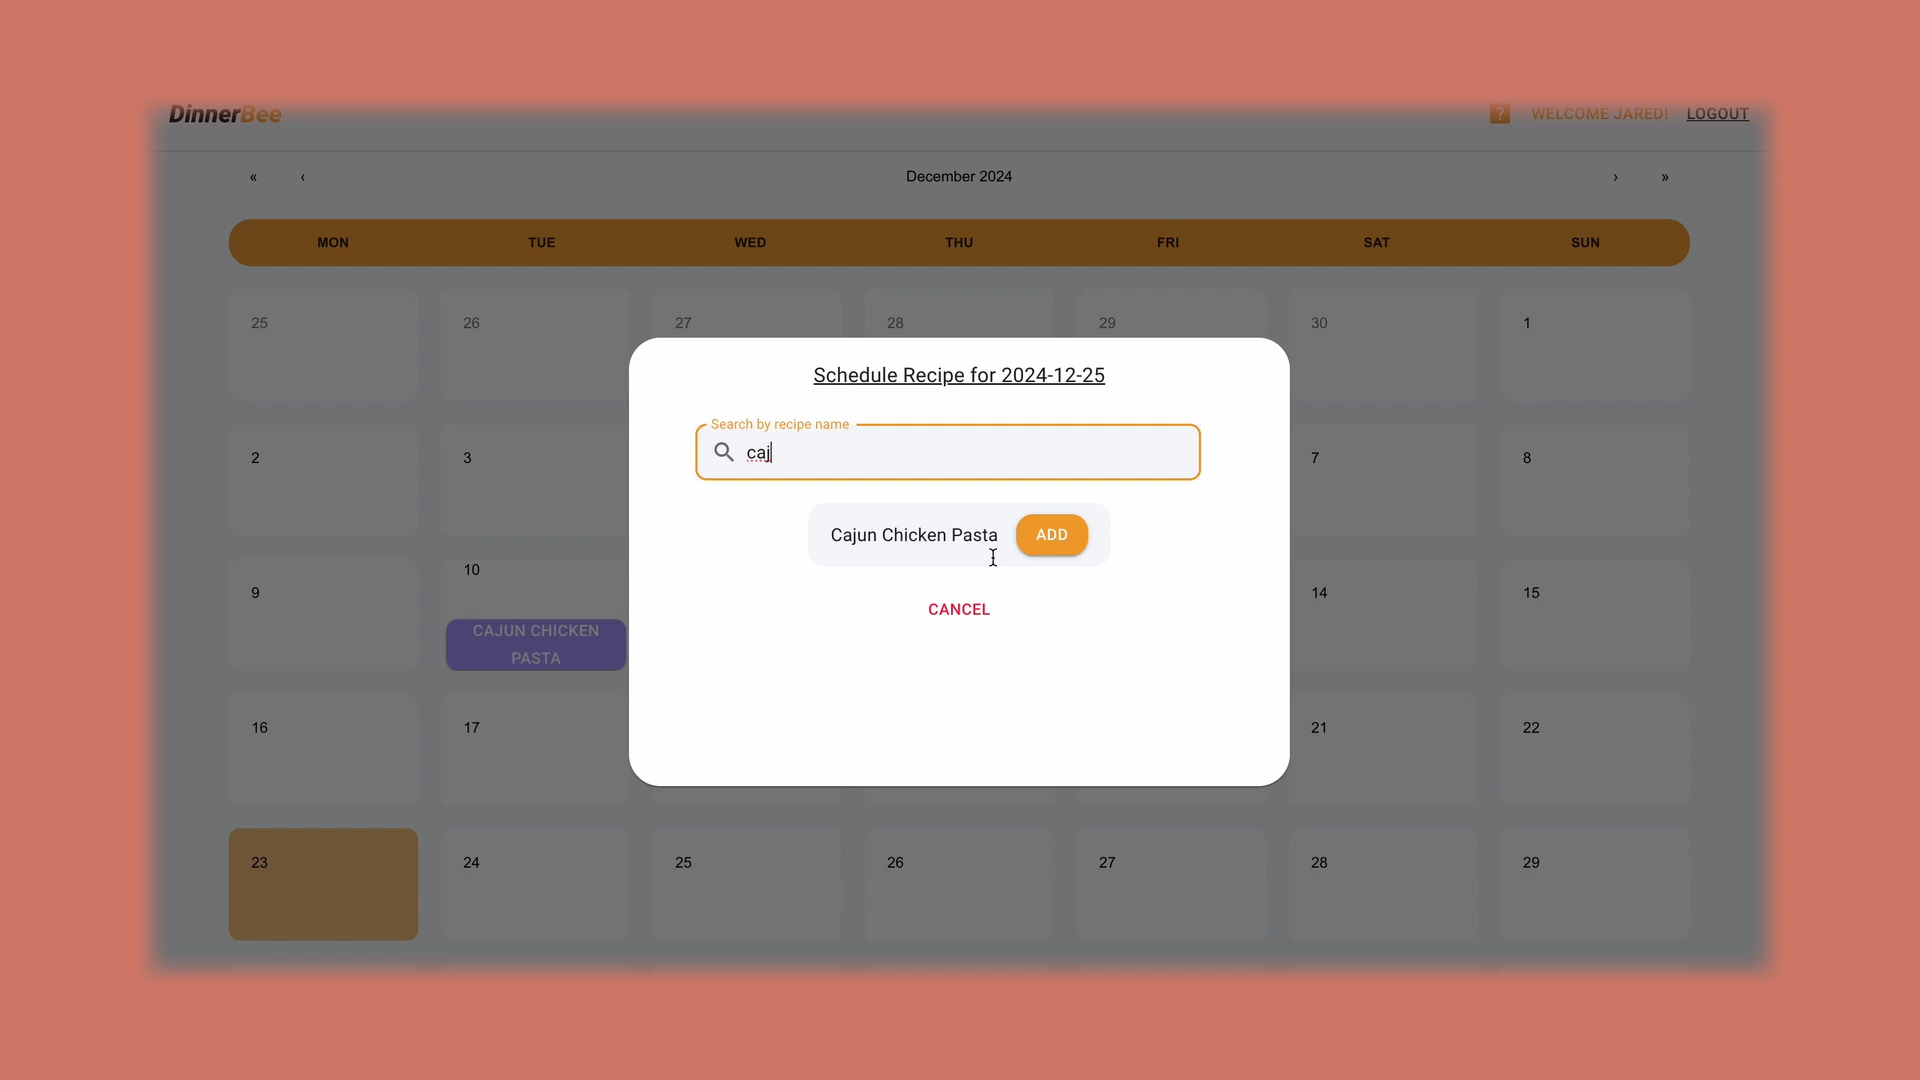 DinnerBee
? WELCOME JARED! LOGOUT
« ‹ December 2024 › »
MON TUE WED THU FRI SAT SUN
25 26 27 28 29 30 1
Schedule Recipe for 2024-12-25
Search by recipe name
caj
2 3 7 8
Cajun Chicken Pasta ADD
9 10 14 15
CANCEL
CAJUN CHICKEN
PASTA
16 17 21 22
23 24 25 26 27 28 29